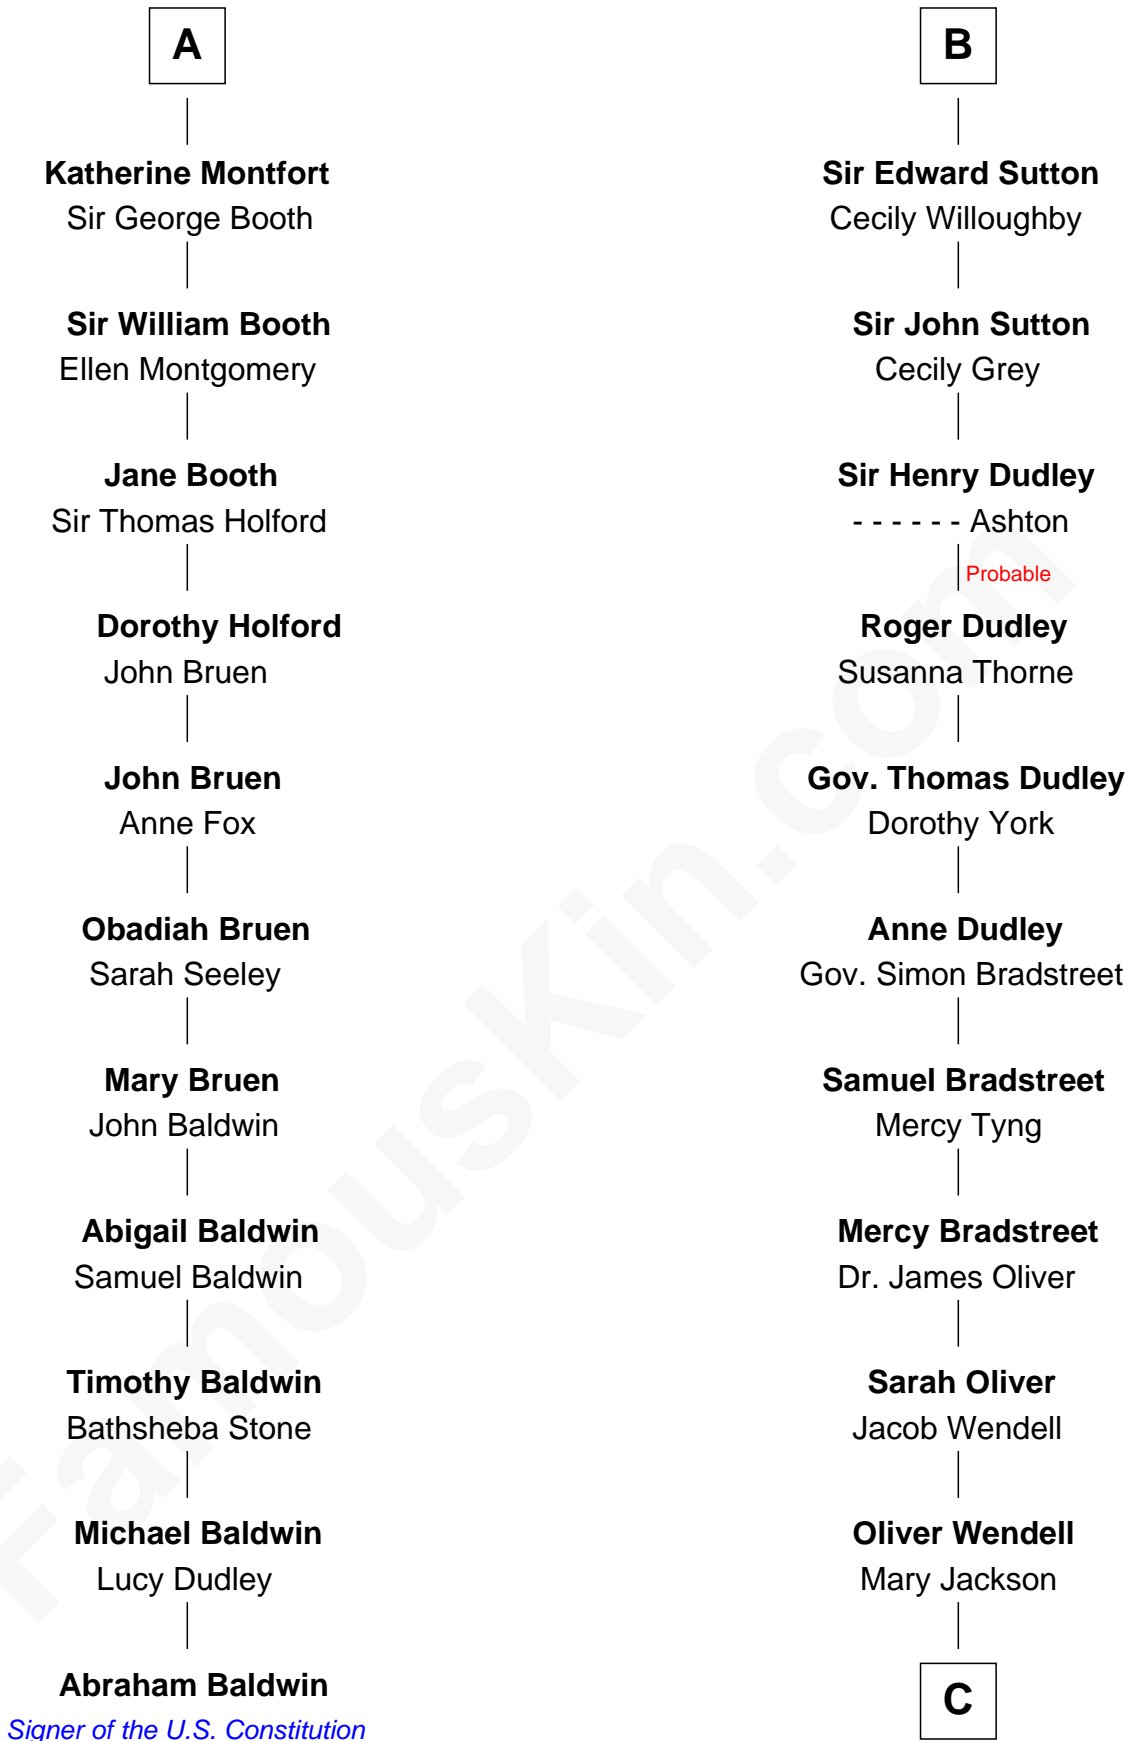 A
Katherine Montfort
Sir George Booth
Sir William Booth
Ellen Montgomery
Jane Booth
Sir Thomas Holford
Dorothy Holford
John Bruen
John Bruen
Anne Fox
Obadiah Bruen
Sarah Seeley
Mary Bruen
John Baldwin
Abigail Baldwin
Samuel Baldwin
Timothy Baldwin
Bathsheba Stone
Michael Baldwin
Lucy Dudley
Abraham Baldwin
Signer of the U.S. Constitution
B
Sir Edward Sutton
Cecily Willoughby
Sir John Sutton
Cecily Grey
Sir Henry Dudley
- - - - - - Ashton
Probable
Roger Dudley
Susanna Thorne
Gov. Thomas Dudley
Dorothy York
Anne Dudley
Gov. Simon Bradstreet
Samuel Bradstreet
Mercy Tyng
Mercy Bradstreet
Dr. James Oliver
Sarah Oliver
Jacob Wendell
Oliver Wendell
Mary Jackson
C
FamousKin.com